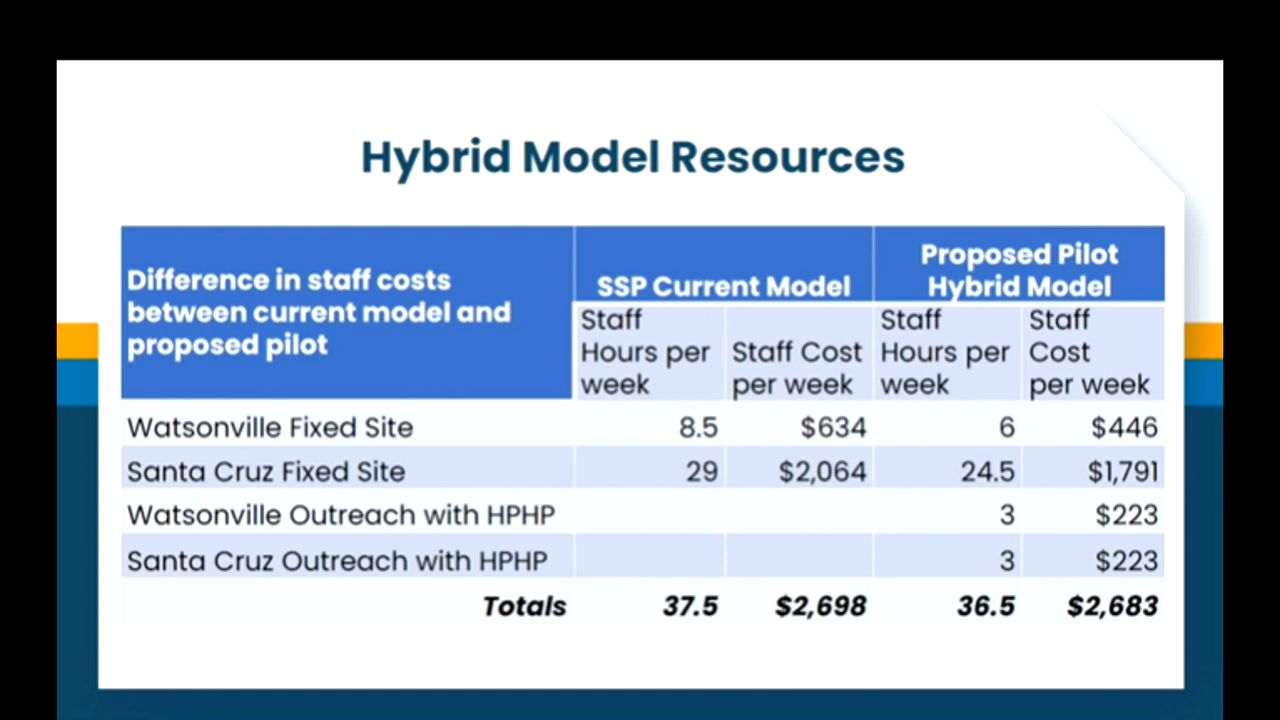 Hybrid Model Resources
Difference in staff costs
between current model and
proposed pilot
SSP Current Model
Proposed Pilot
Hybrid Model
Staff
Hours per
week
Staff Cost
per week
Staff
Hours per
week
Staff
Cost
per week
Watsonville Fixed Site 8.5 $634 6 $446
Santa Cruz Fixed Site 29 $2,064 24.5 $1,791
Watsonville Outreach with HPHP 3 $223
Santa Cruz Outreach with HPHP 3 $223
Totals 37.5 $2,698 36.5 $2,683